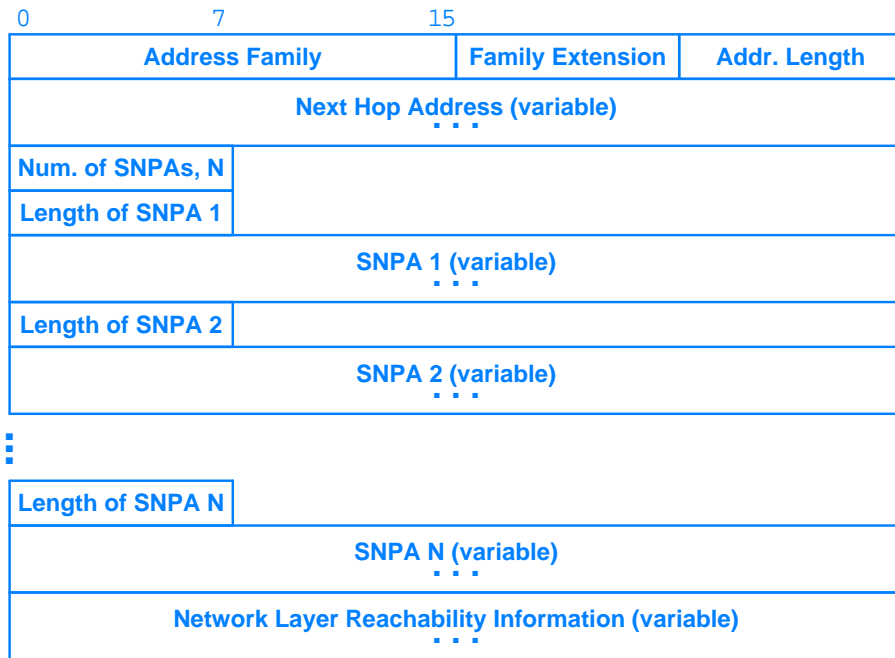 0 7 15
Address Family Family Extension Addr. Length
Next Hop Address (variable)
. . .
Num. of SNPAs, N
Length of SNPA 1
SNPA 1 (variable)
. . .
Length of SNPA 2
SNPA 2 (variable)
. . .
Length of SNPA N
SNPA N (variable)
. . .
Network Layer Reachability Information (variable)
. . .